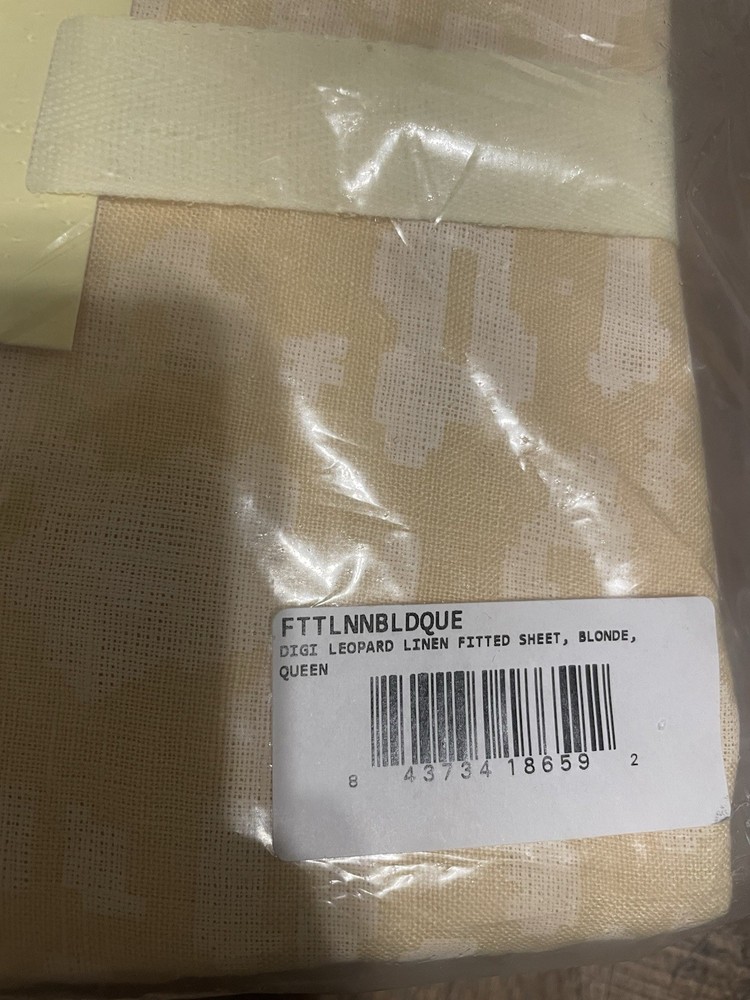 FTTLNNBLDQUE
DIGI LEOPARD LINEN FITTED SHEET, BLONDE,
QUEEN
8 43734 18659 2